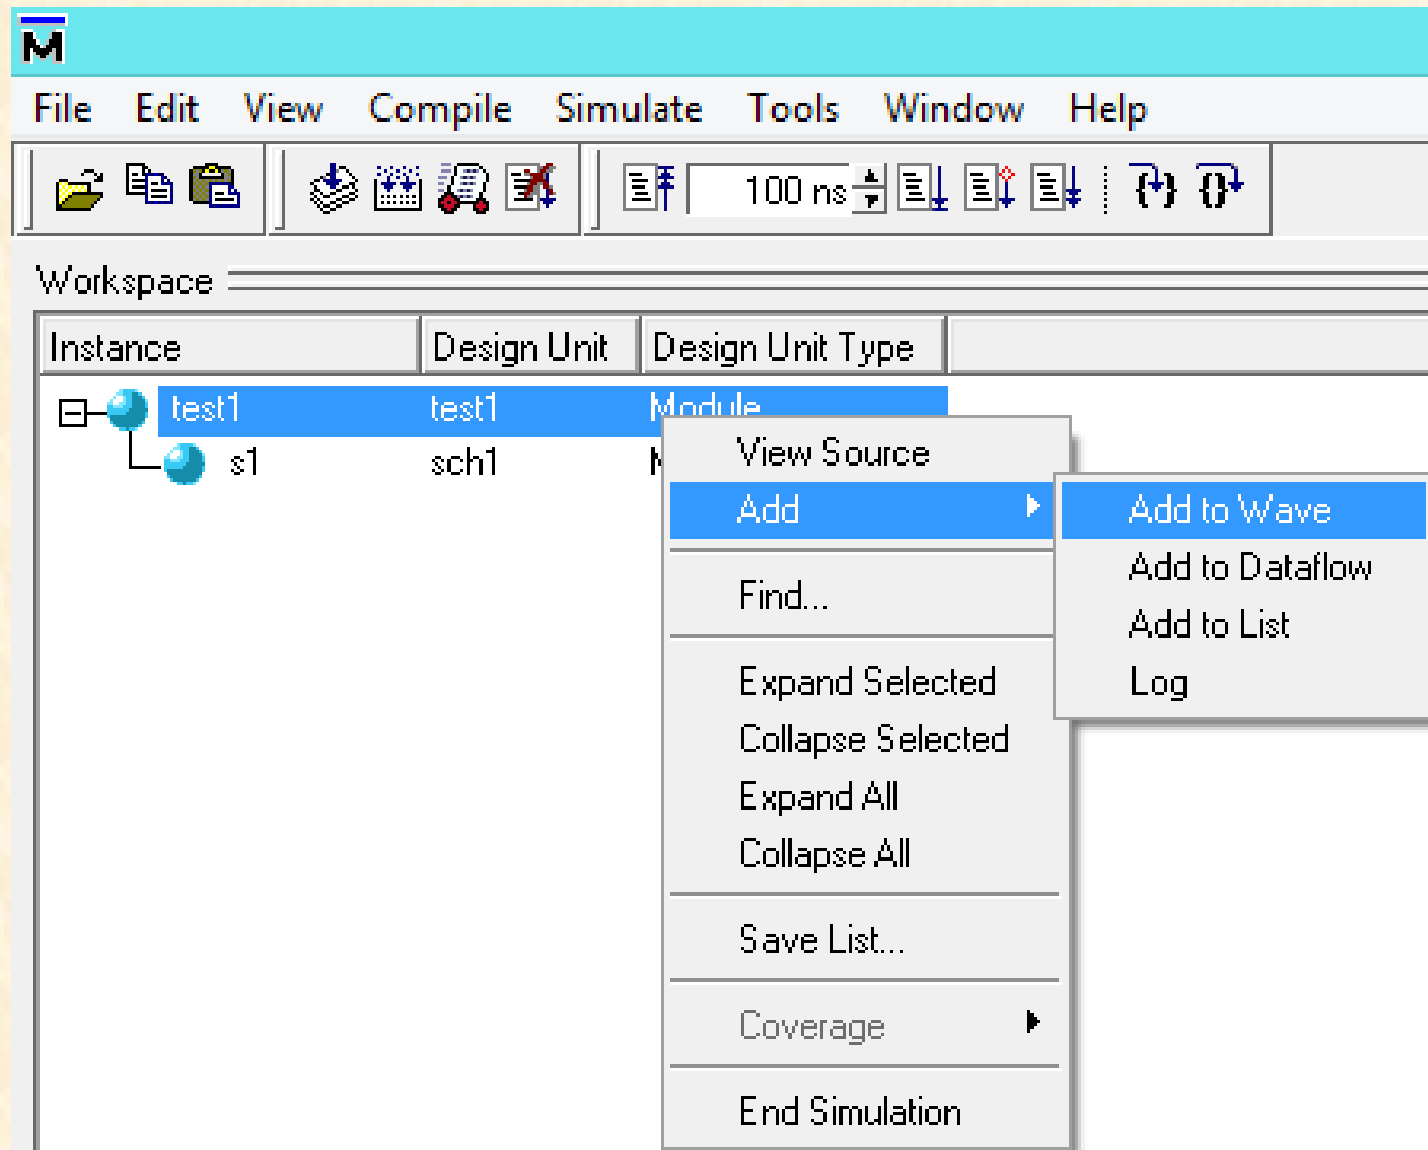 M
File Edit View Compile Simulate Tools Window Help
100 ns
Workspace
Instance Design Unit Design Unit Type
test1 test1 Module
s1 sch1
View Source
Add
Find...
Expand Selected
Collapse Selected
Expand All
Collapse All
Save List...
Coverage
End Simulation
Add to Wave
Add to Dataflow
Add to List
Log